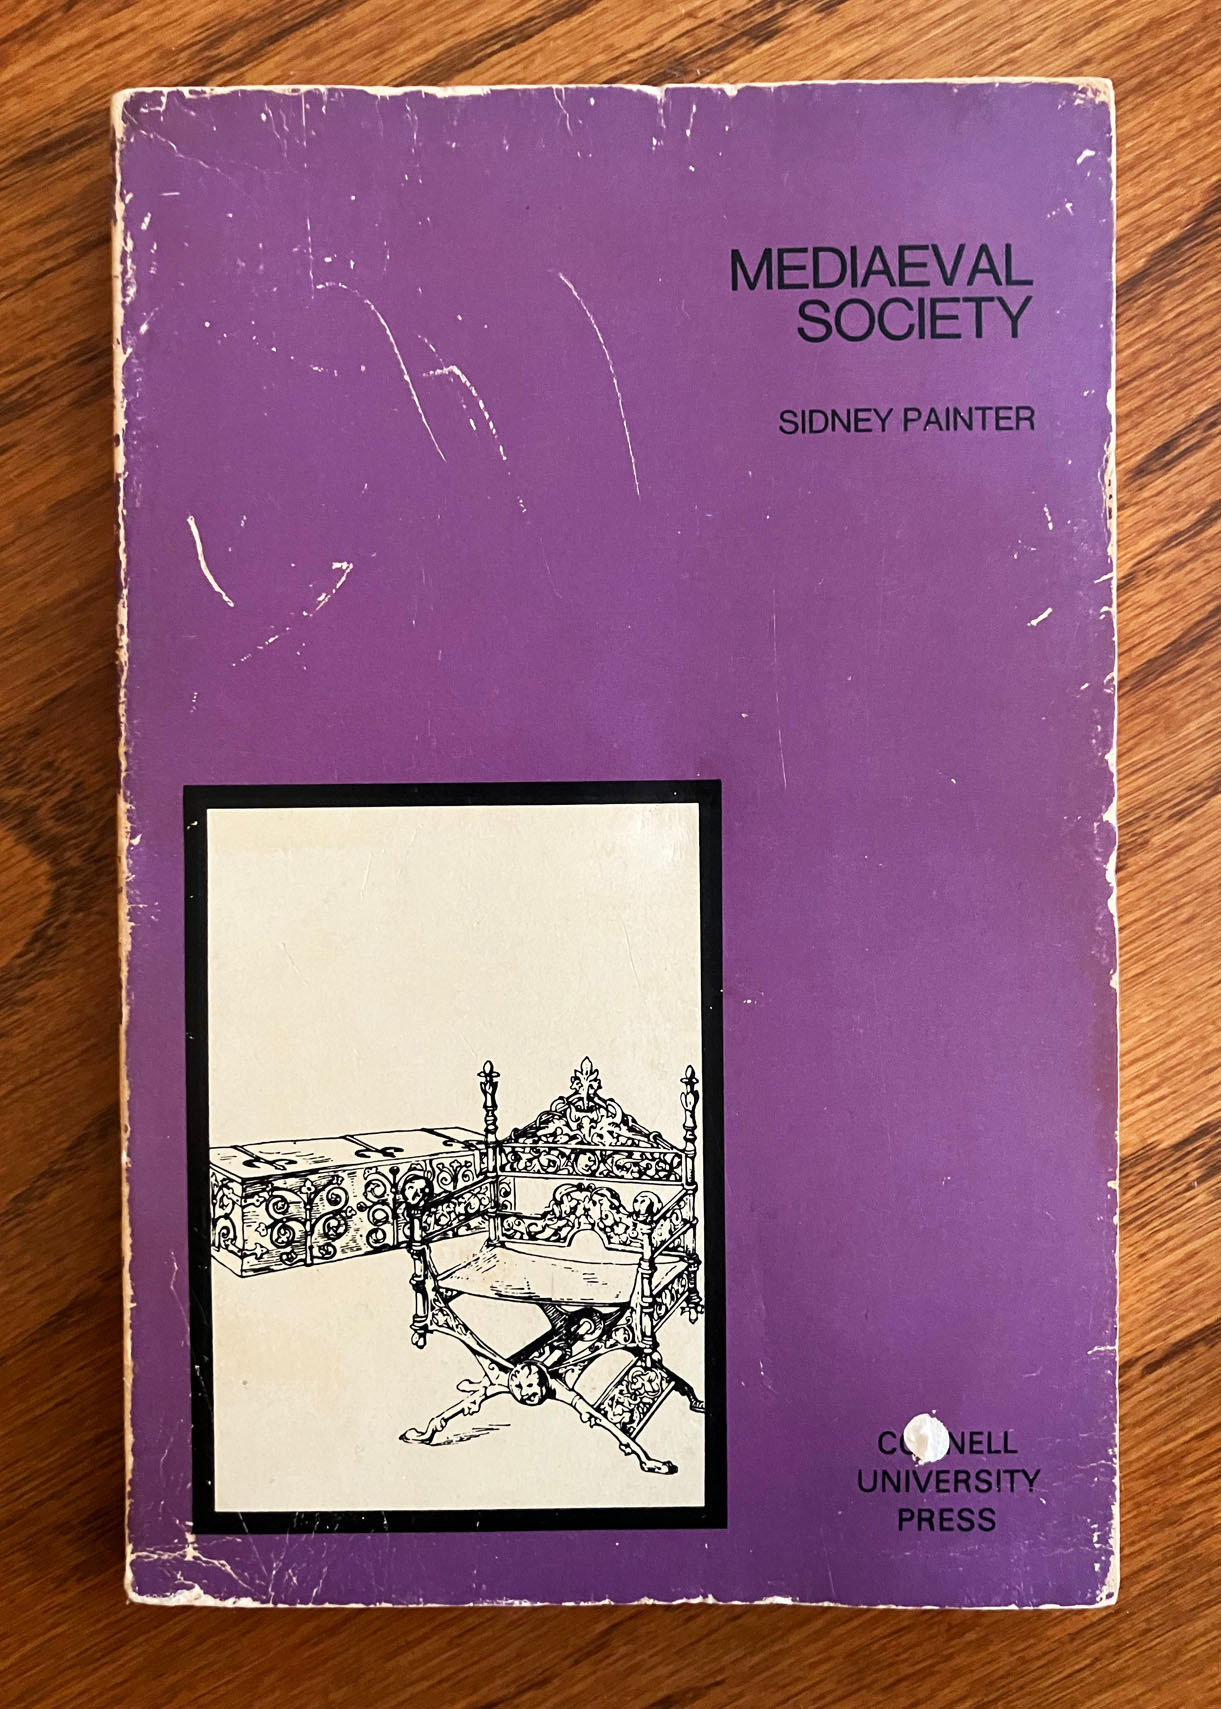 MEDIAEVAL
SOCIETY
SIDNEY PAINTER
UNIVERSITY
PRESS